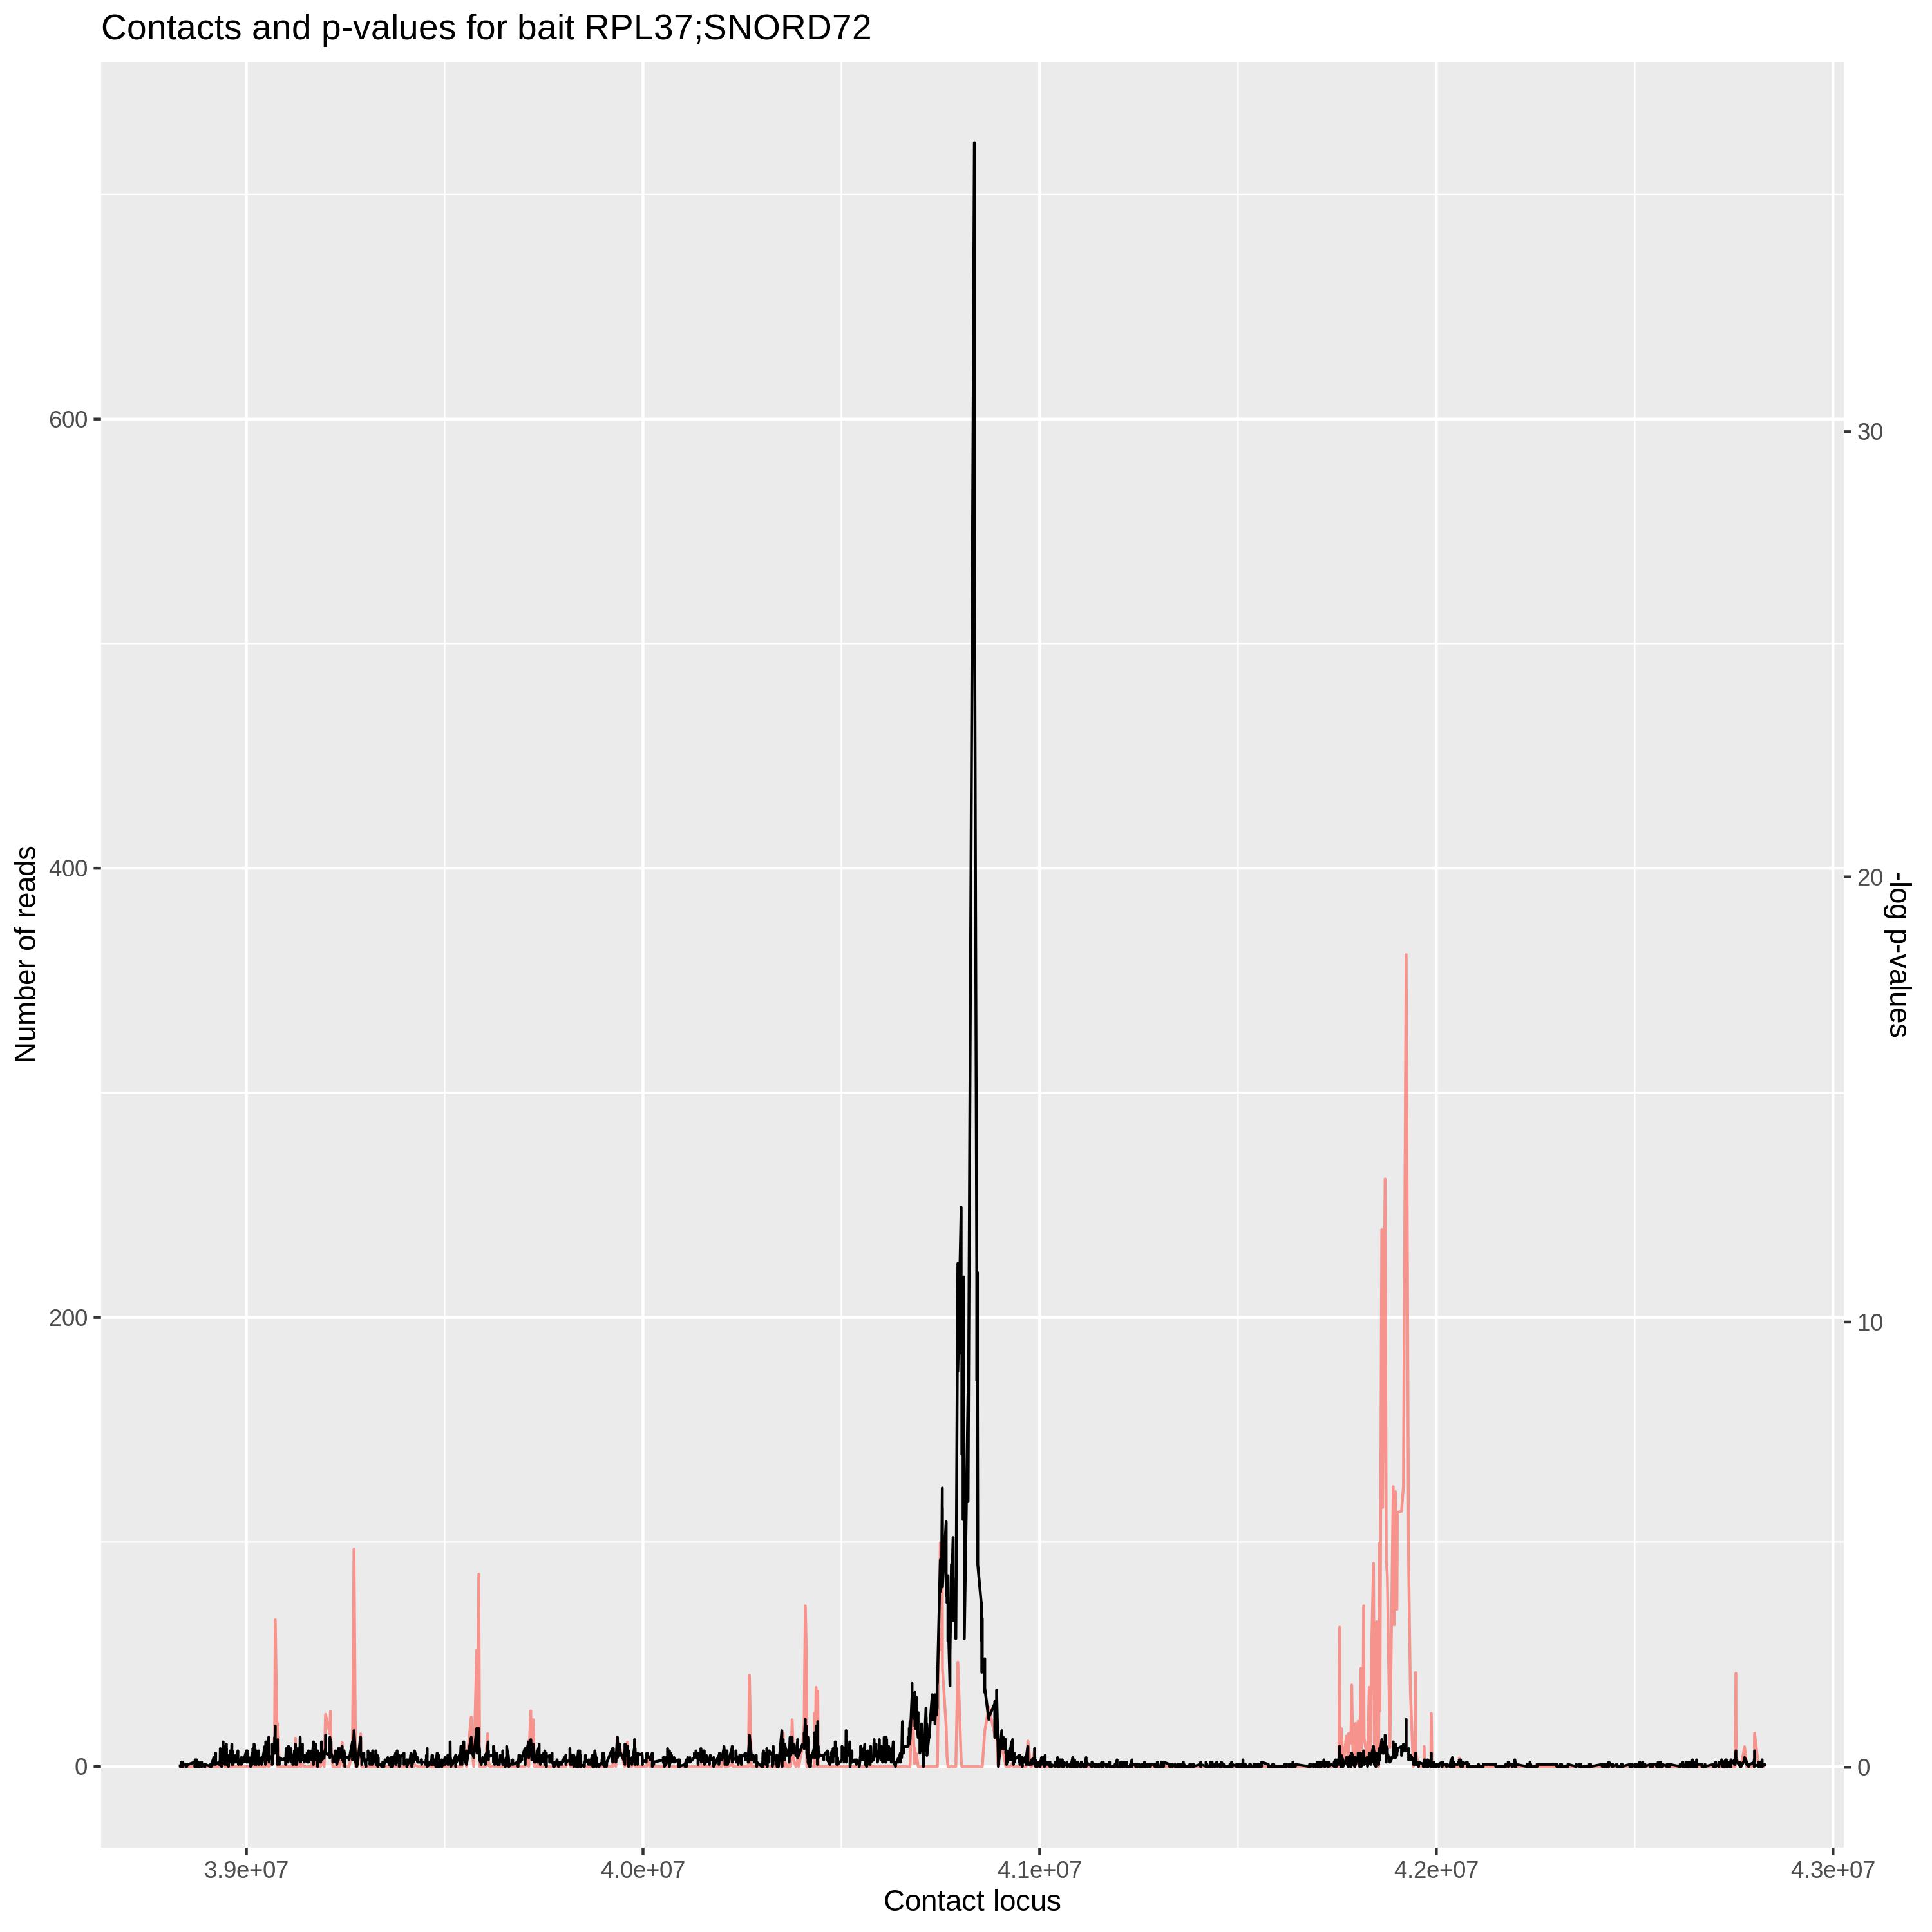 Contacts and p-values for bait RPL37;SNORD72
Number of reads
600
400
200
0
30
20
10
0
-log p-values
3.9e+07 4.0e+07 4.1e+07 4.2e+07 4.3e+07
Contact locus